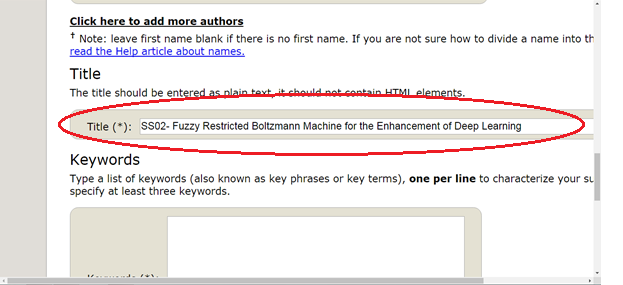 Click here to add more authors
† Note: leave first name blank if there is no first name. If you are not sure how to divide a name into th
read the Help article about names.
Title
The title should be entered as plain text, it should not contain HTML elements.
Title (*): SS02- Fuzzy Restricted Boltzmann Machine for the Enhancement of Deep Learning
Keywords
Type a list of keywords (also known as key phrases or key terms), one per line to characterize your su
specify at least three keywords.
Keywords (*):